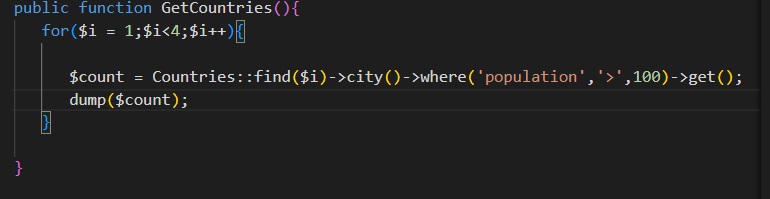 public function GetCountries(){
for($i = 1;$i<4;$i++){
$count = Countries::find($i)->city()->where('population','>',100)->get();
dump($count);
}
}